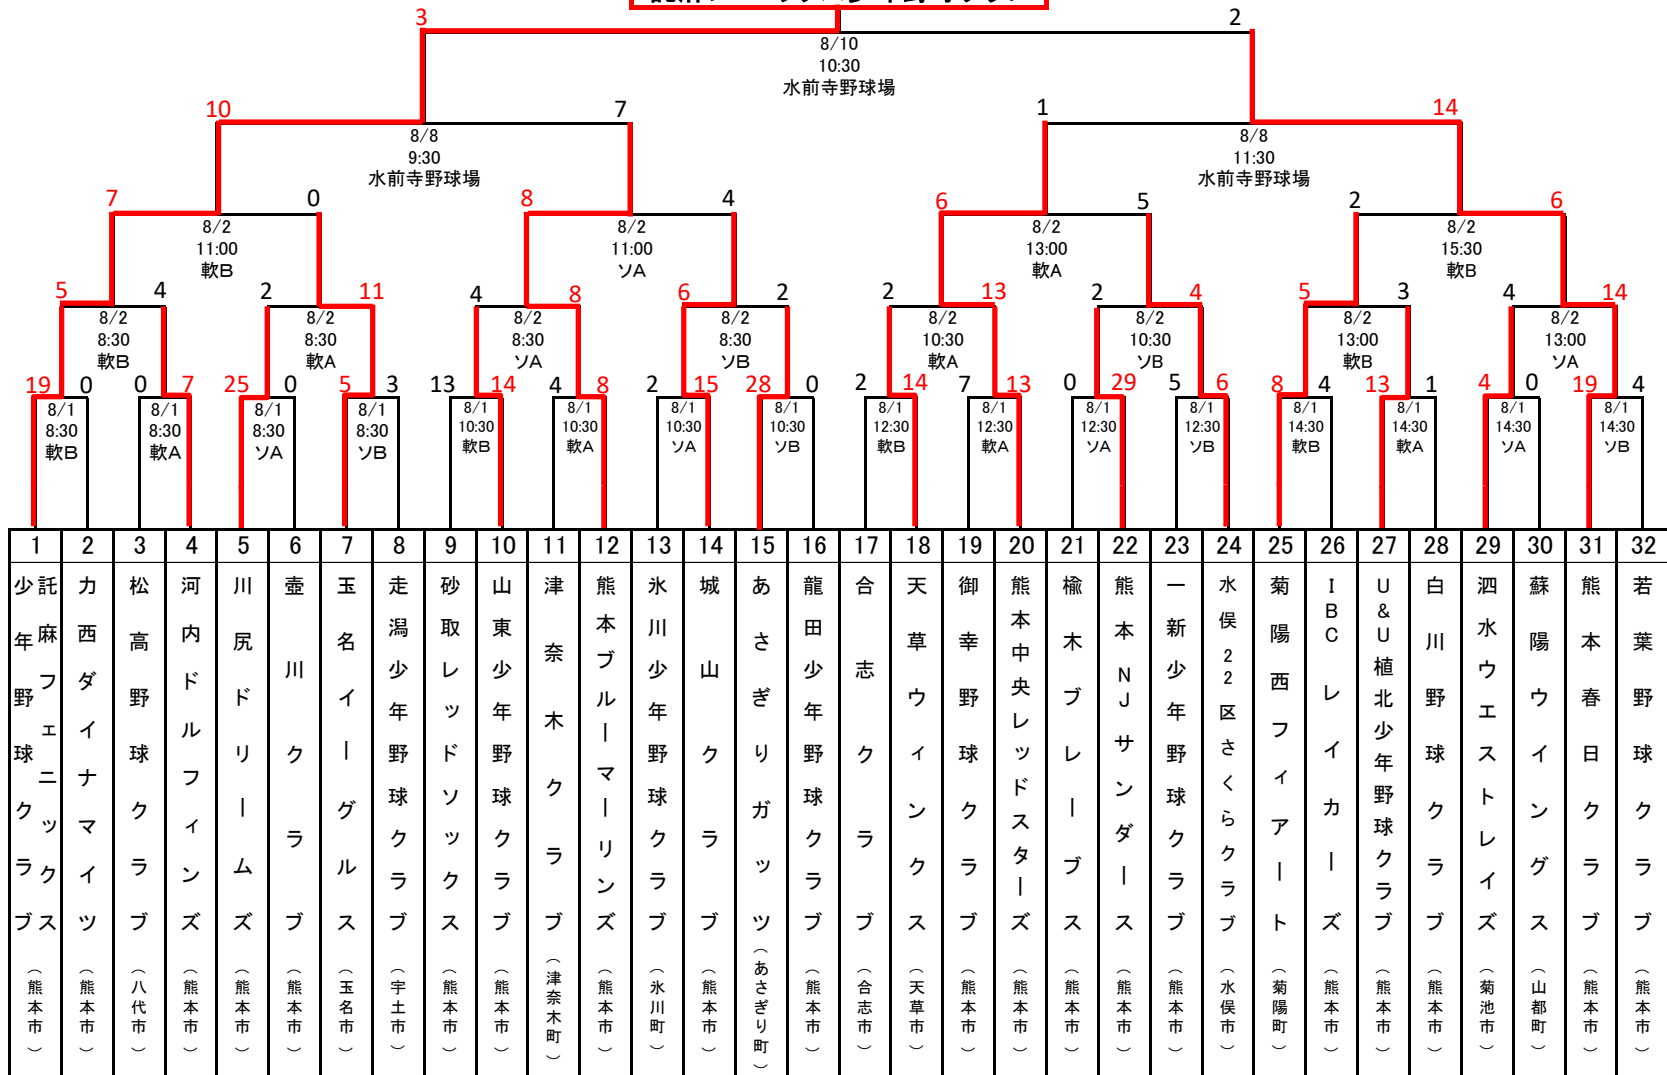 3 2
8/10
10:30
水前寺野球場
10 7 1 14
8/8 8/8
9:30 11:30
水前寺野球場 水前寺野球場
7 0 8 4 6 5 2 6
8/2 8/2 8/2 8/2
11:00 11:00 13:00 15:30
軟B ソA 軟A 軟B
5 4 2 11 4 8 6 2 2 13 2 4 5 3 4 14
8/2 8/2 8/2 8/2 8/2 8/2 8/2 8/2
8:30 8:30 8:30 8:30 10:30 10:30 13:00 13:00
軟B 軟A ソA ソB 軟A ソB 軟B ソA
19 0 0 7 25 0 5 3 13 14 4 8 2 15 28 0 2 14 7 13 0 29 5 6 8 4 13 1 4 0 19 4
8/1 8/1 8/1 8/1 8/1 8/1 8/1 8/1 8/1 8/1 8/1 8/1 8/1 8/1 8/1 8/1
8:30 8:30 8:30 8:30 10:30 10:30 10:30 10:30 12:30 12:30 12:30 12:30 14:30 14:30 14:30 14:30
軟B 軟A ソA ソB 軟B 軟A ソA ソB 軟B 軟A ソA ソB 軟B 軟A ソA ソB
1 2 3 4 5 6 7 8 9 10 11 12 13 14 15 16 17 18 19 20 21 22 23 24 25 26 27 28 29 30 31 32
託麻フェニックス
少年野球クラブ
(熊本市)
力西ダイナマイツ
(熊本市)
松高野球クラブ
(八代市)
河内ドルフィンズ
(熊本市)
川尻ドリームズ
(熊本市)
壺川クラブ
(熊本市)
玉名イーグルス
(玉名市)
走潟少年野球クラブ
(宇土市)
砂取レッドソックス
(熊本市)
山東少年野球クラブ
(熊本市)
津奈木クラブ
(津奈木町)
熊本ブルーマーリンズ
(熊本市)
氷川少年野球クラブ
(氷川町)
城山クラブ
(熊本市)
あさぎりガッツ
(あさぎり町)
龍田少年野球クラブ
(熊本市)
合志クラブ
(合志市)
天草ウィンクス
(天草市)
御幸野球クラブ
(熊本市)
熊本中央レッドスターズ
(熊本市)
楡木ブレーブス
(熊本市)
熊本NJサンダース
(熊本市)
一新少年野球クラブ
(熊本市)
水俣22区さくらクラブ
(水俣市)
菊陽西フィアート
(菊陽町)
IBCレイカーズ
(熊本市)
U&U植北少年野球クラブ
(熊本市)
白川野球クラブ
(熊本市)
泗水ウエストレイズ
(菊池市)
蘇陽ウイングス
(山都町)
熊本春日クラブ
(熊本市)
若葉野球クラブ
(熊本市)